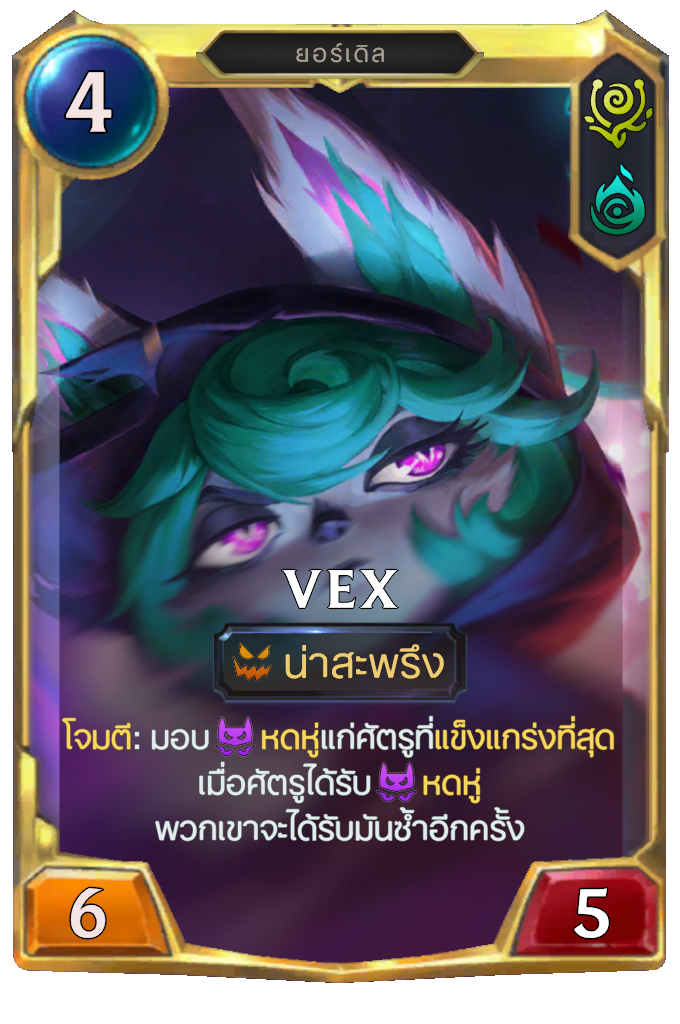 ยอร์เดิล
4
VEX
น่าสะพรึง
โจมตี: มอบ หดหู่แก่ศัตรูที่แข็งแกร่งที่สุด
เมื่อศัตรูได้รับ หดหู่
พวกเขาจะได้รับมันซ้ำอีกครั้ง
6
5